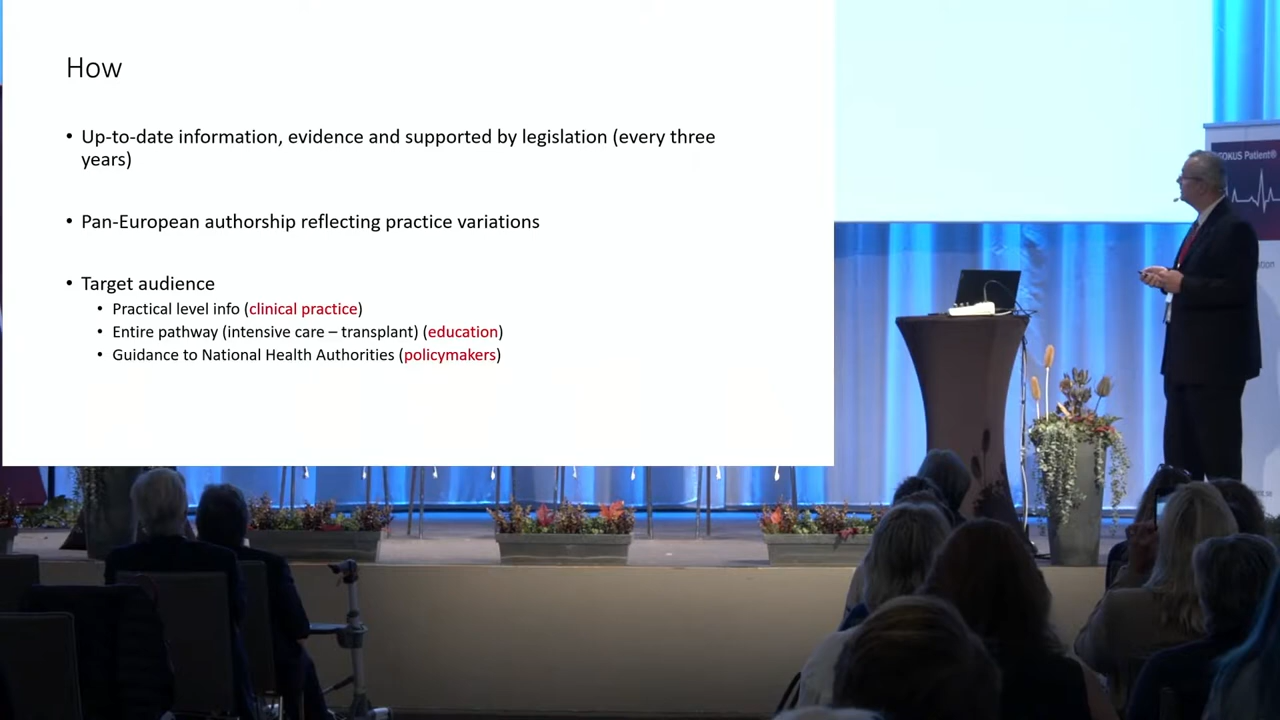 How
• Up-to-date information, evidence and supported by legislation (every three
years)
• Pan-European authorship reflecting practice variations
• Target audience
• Practical level info (clinical practice)
• Entire pathway (intensive care – transplant) (education)
• Guidance to National Health Authorities (policymakers)
FOKUS Patient®